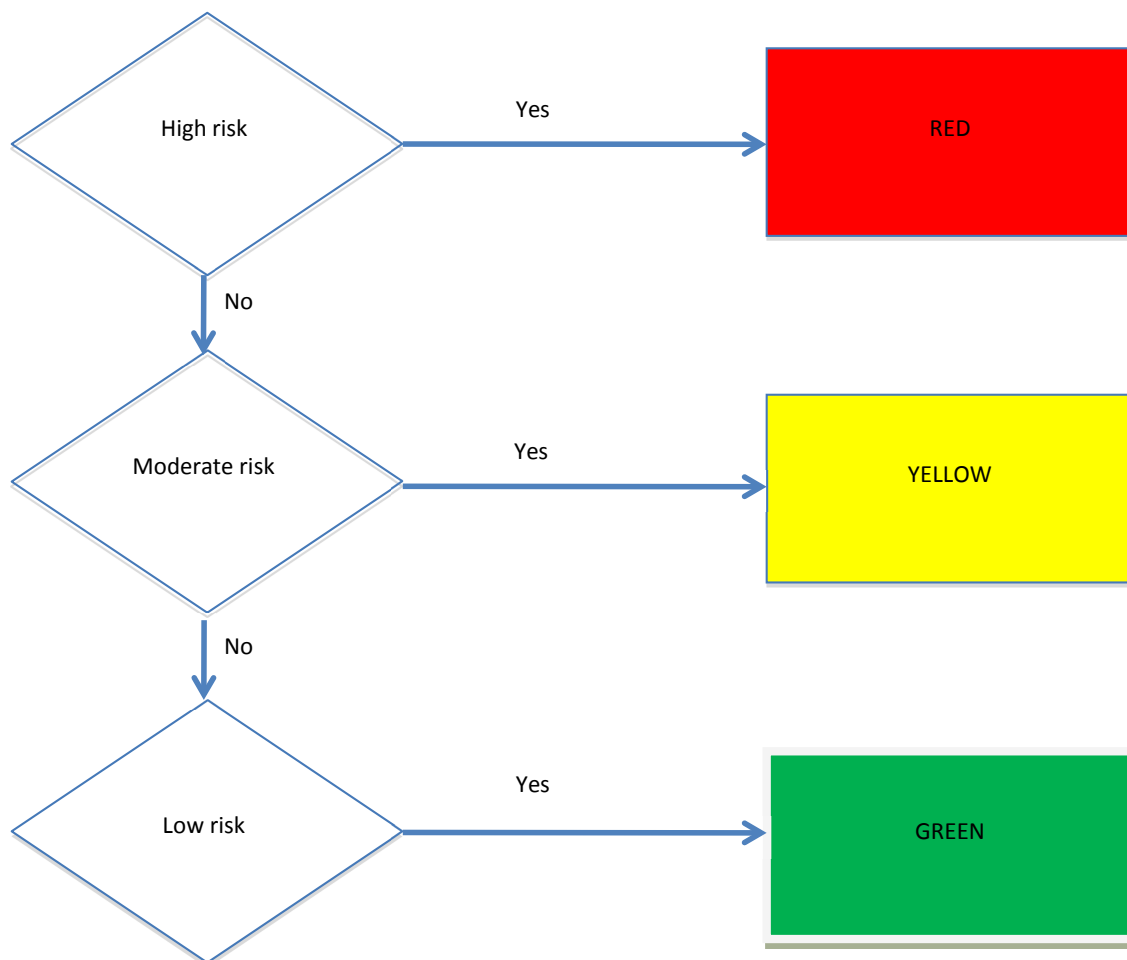 High risk
Yes
RED
No
Moderate risk
Yes
YELLOW
No
Low risk
Yes
GREEN